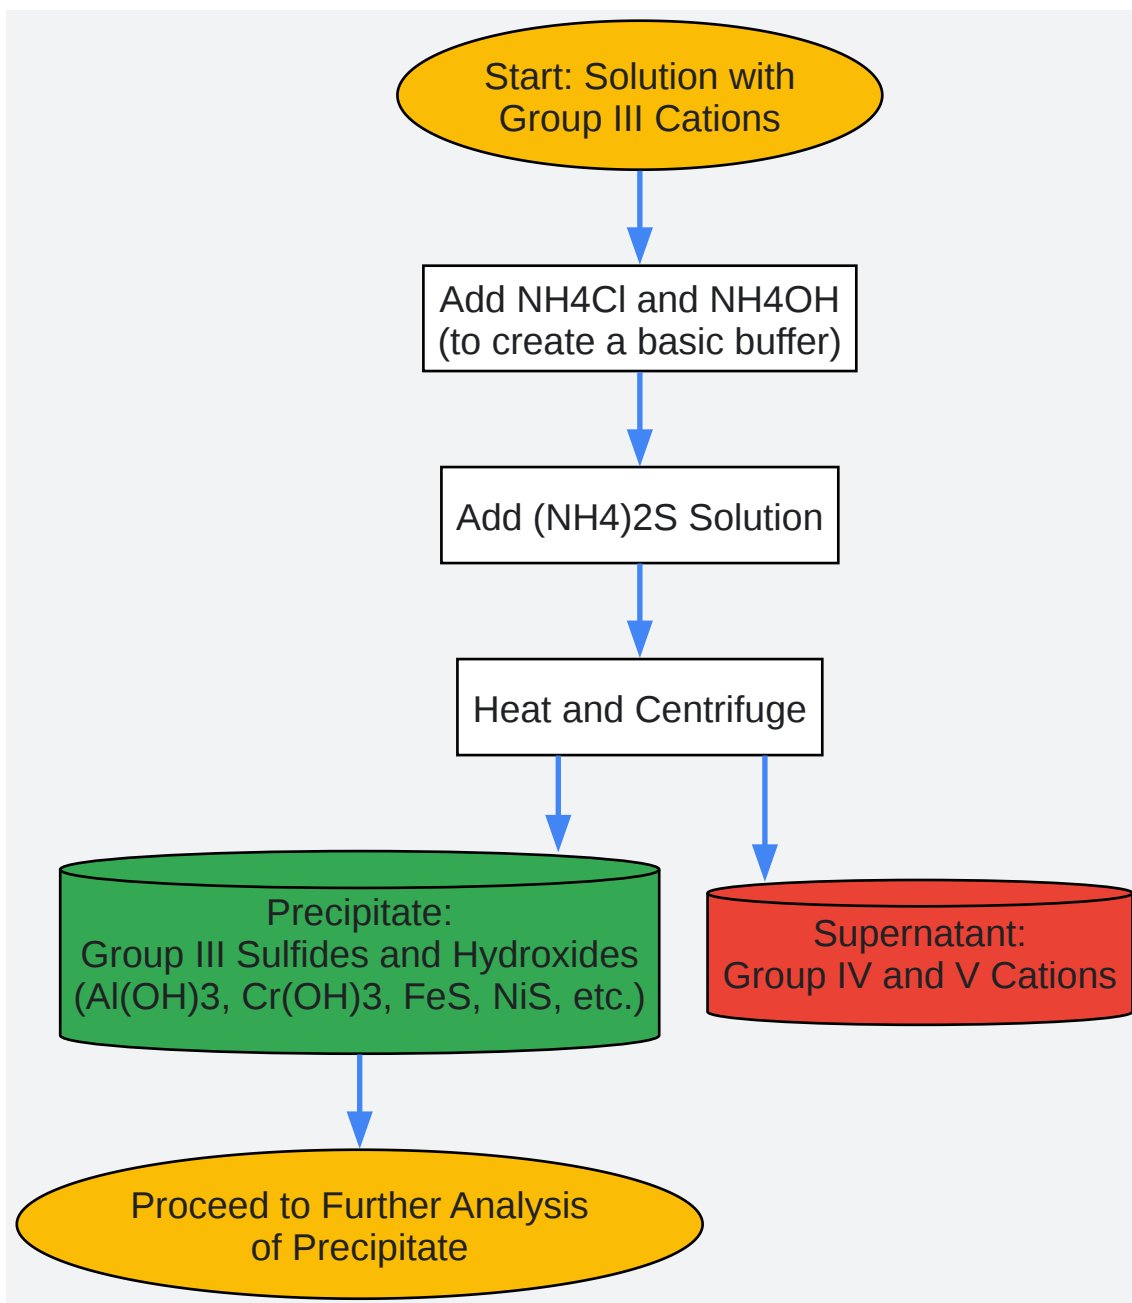 Start: Solution with
Group III Cations
Add NH4Cl and NH4OH
(to create a basic buffer)
Add (NH4)2S Solution
Heat and Centrifuge
Precipitate:
Group III Sulfides and Hydroxides
(Al(OH)3, Cr(OH)3, FeS, NiS, etc.)
Supernatant:
Group IV and V Cations
Proceed to Further Analysis
of Precipitate